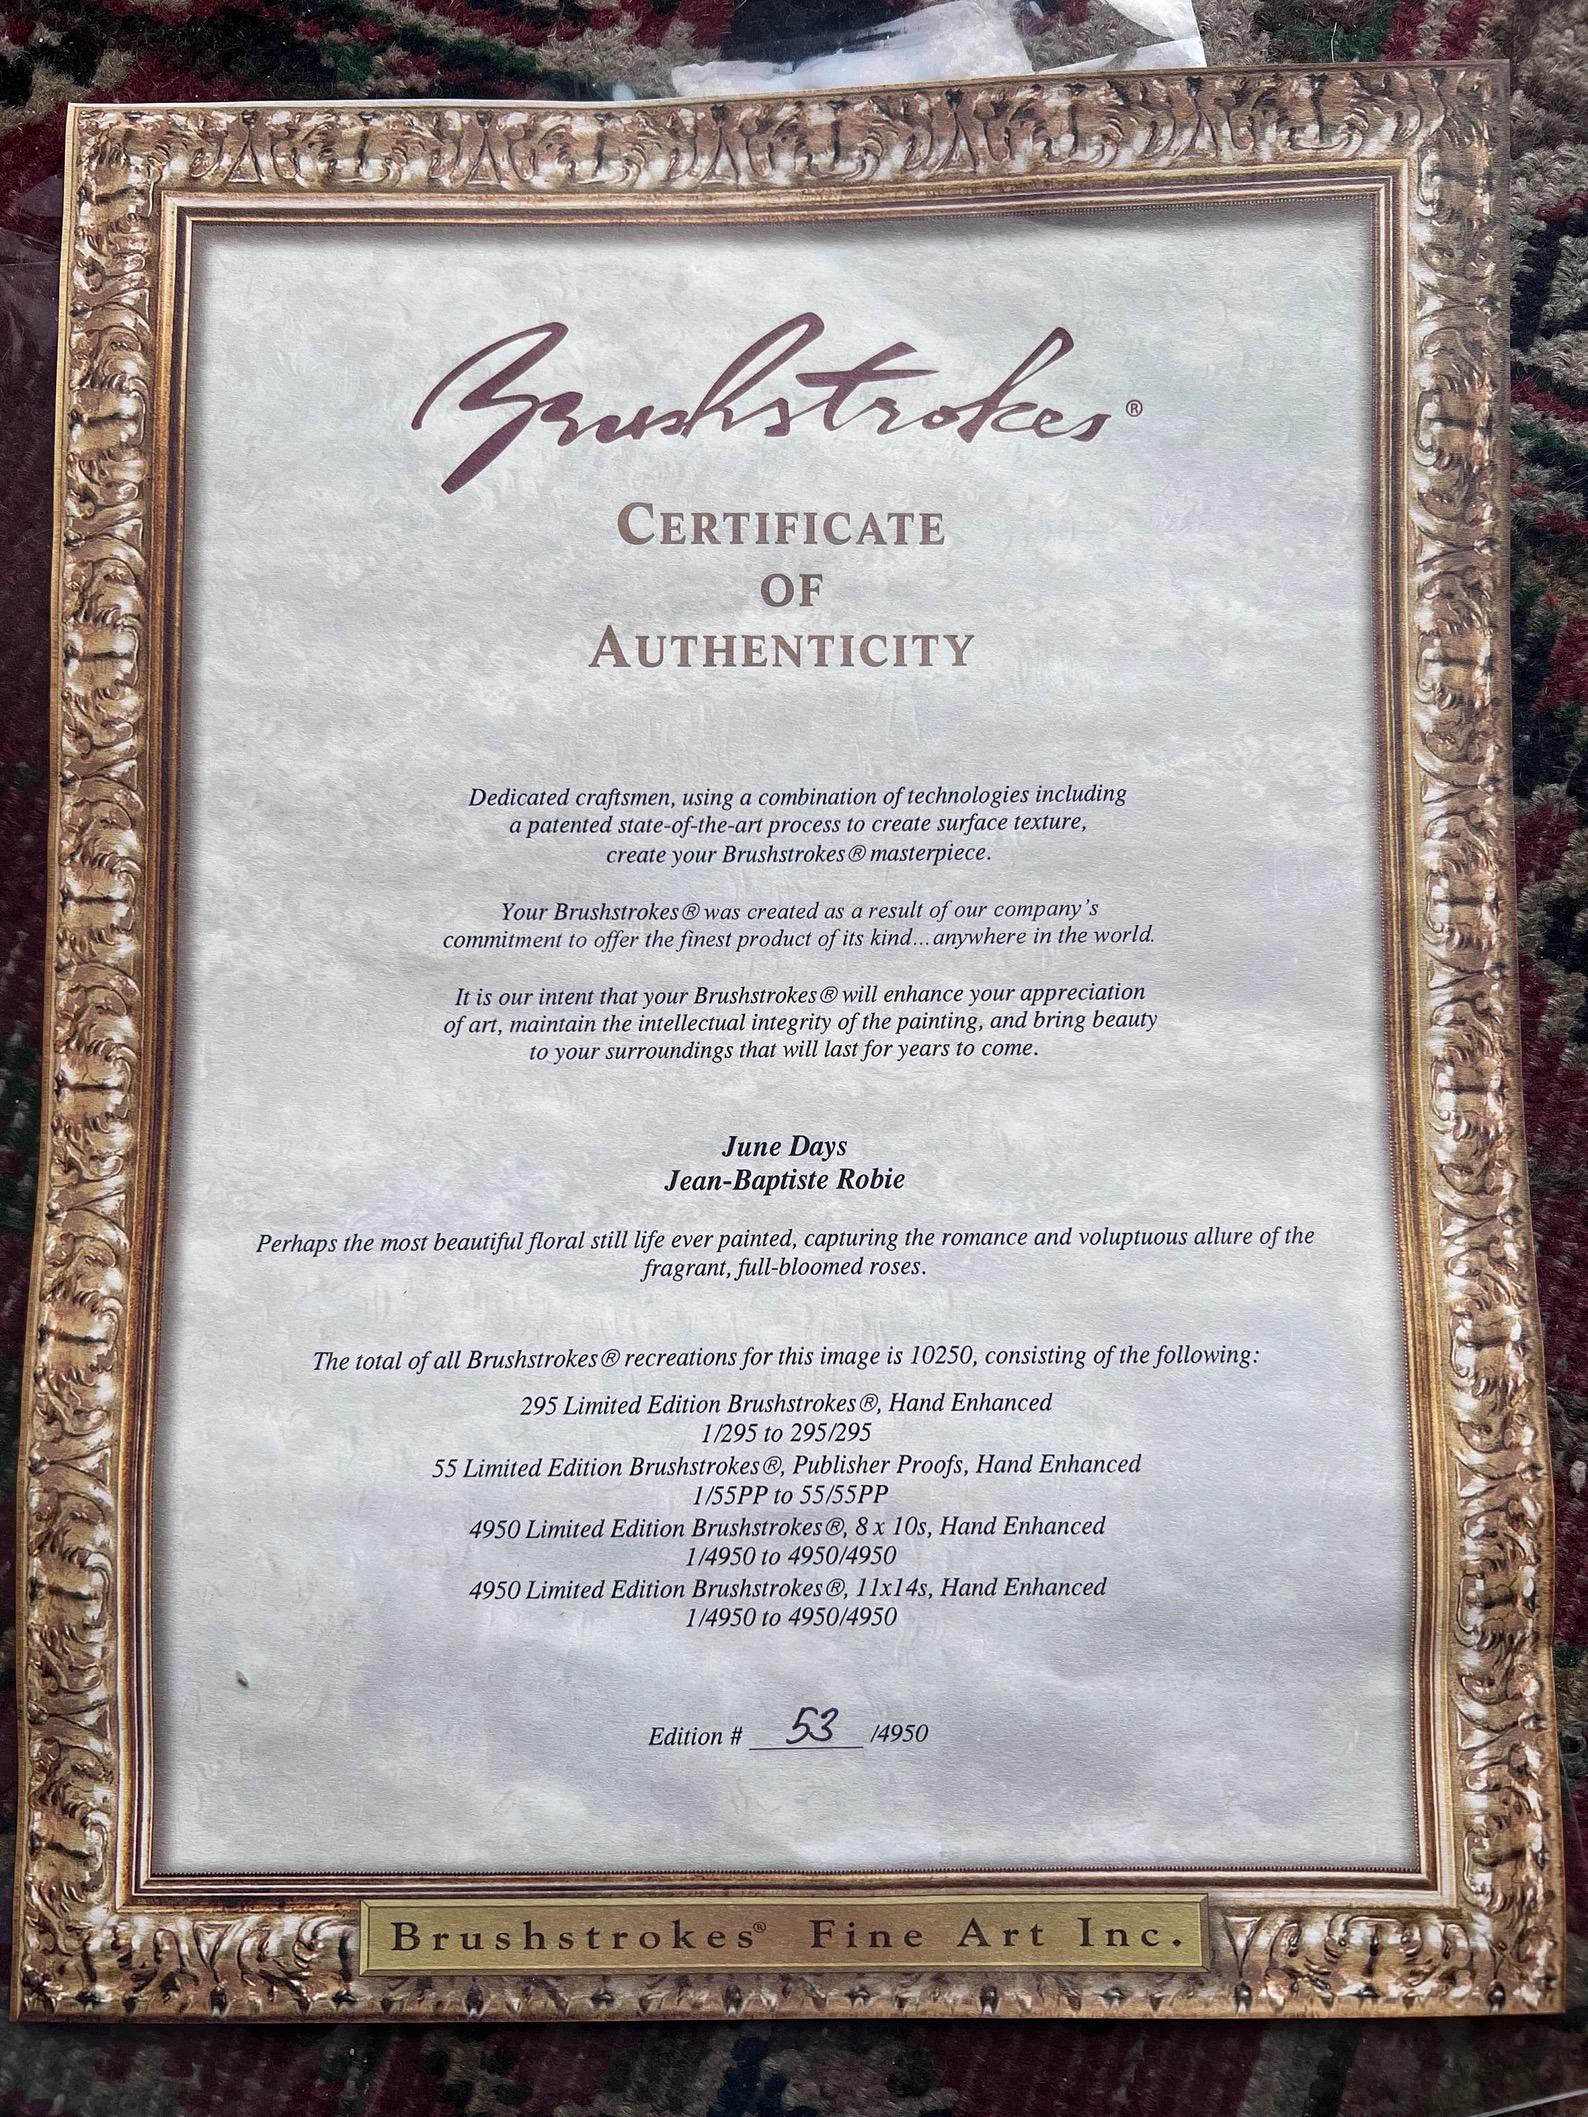 Brushstrokes®
CERTIFICATE
OF
AUTHENTICITY
Dedicated craftsmen, using a combination of technologies including
a patented state-of-the-art process to create surface texture,
create your Brushstrokes® masterpiece.
Your Brushstrokes® was created as a result of our company's
commitment to offer the finest product of its kind...anywhere in the world.
It is our intent that your Brushstrokes® will enhance your appreciation
of art, maintain the intellectual integrity of the painting, and bring beauty
to your surroundings that will last for years to come.
June Days
Jean-Baptiste Robie
Perhaps the most beautiful floral still life ever painted, capturing the romance and voluptuous allure of the
fragrant, full-bloomed roses.
The total of all Brushstrokes® recreations for this image is 10250, consisting of the following:
295 Limited Edition Brushstrokes®, Hand Enhanced
1/295 to 295/295
55 Limited Edition Brushstrokes®, Publisher Proofs, Hand Enhanced
1/55PP to 55/55PP
4950 Limited Edition Brushstrokes®, 8 x 10s, Hand Enhanced
1/4950 to 4950/4950
4950 Limited Edition Brushstrokes®, 11x14s, Hand Enhanced
1/4950 to 4950/4950
Edition # 53 /4950
Brushstrokes® Fine Art Inc.